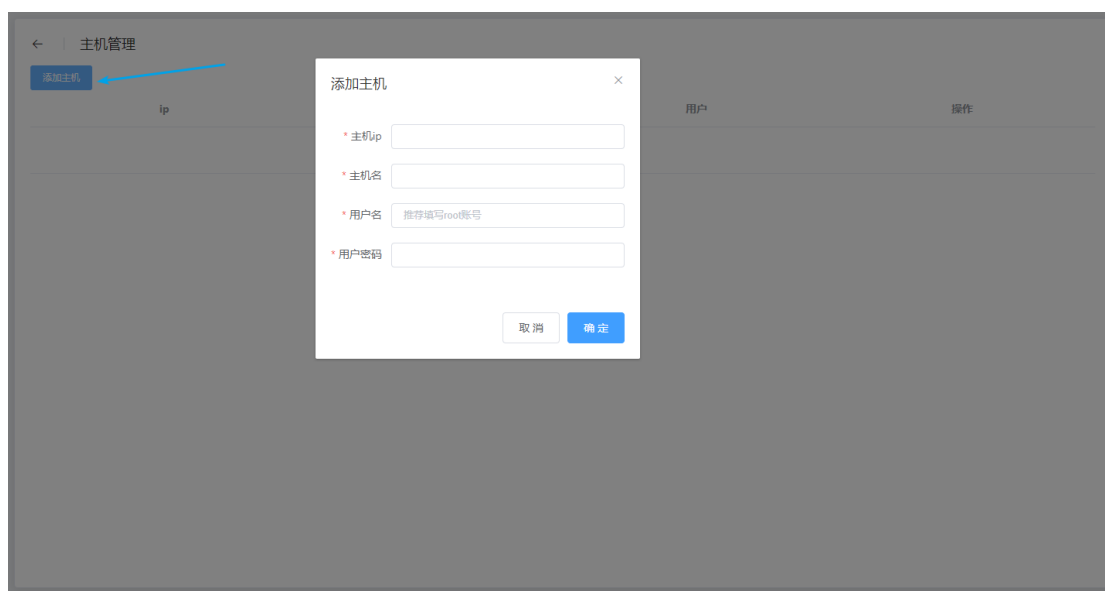 主机管理
添加主机
ip
用户
操作
添加主机
* 主机ip
* 主机名
* 用户名 推荐填写root账号
* 用户密码
取消 确定